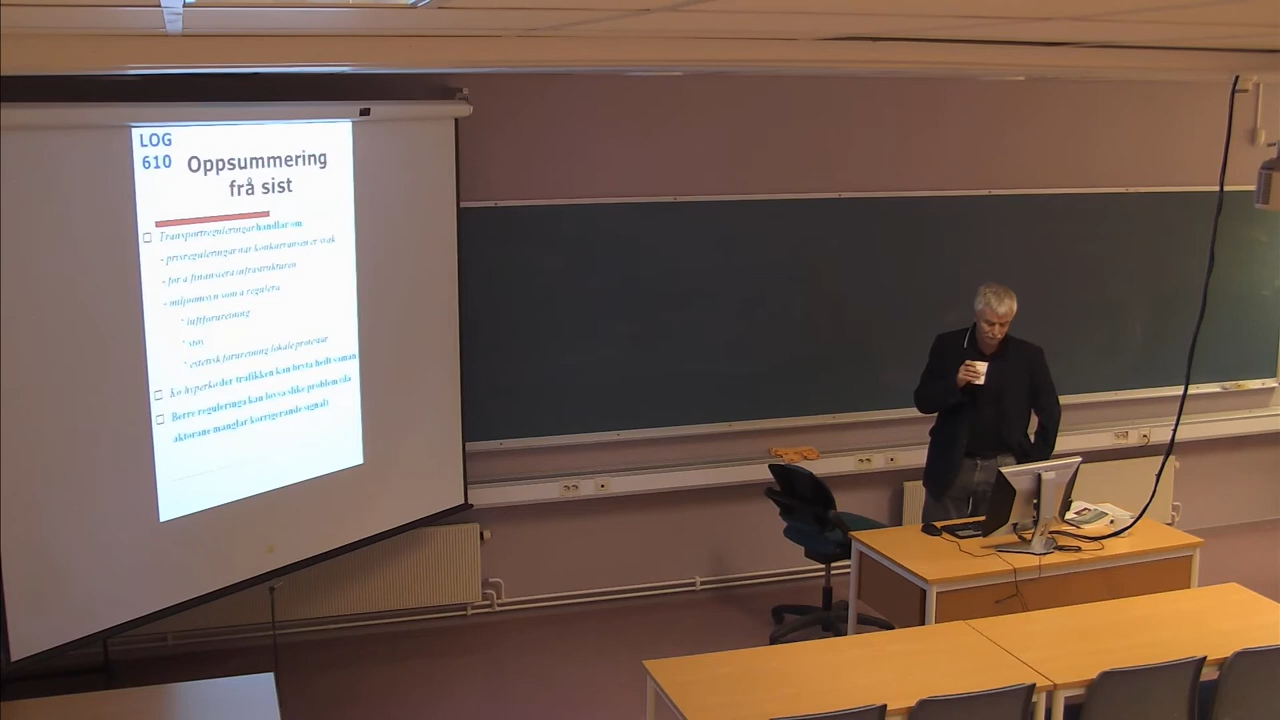 LOG
610
Oppsummering
frå sist
Transportreguleringar handlar om
- prisreguleringar når konkurransen er svak
- for å finansiera infrastrukturen
- miljøomsyn som å regulera
* luftforureining
* støy
* estetisk forureining lokale protestar
Kø hyperkø der trafikken kan bryta heilt saman
Berre reguleringa kan løysa slike problem (då
aktørane manglar korrigerande signal)